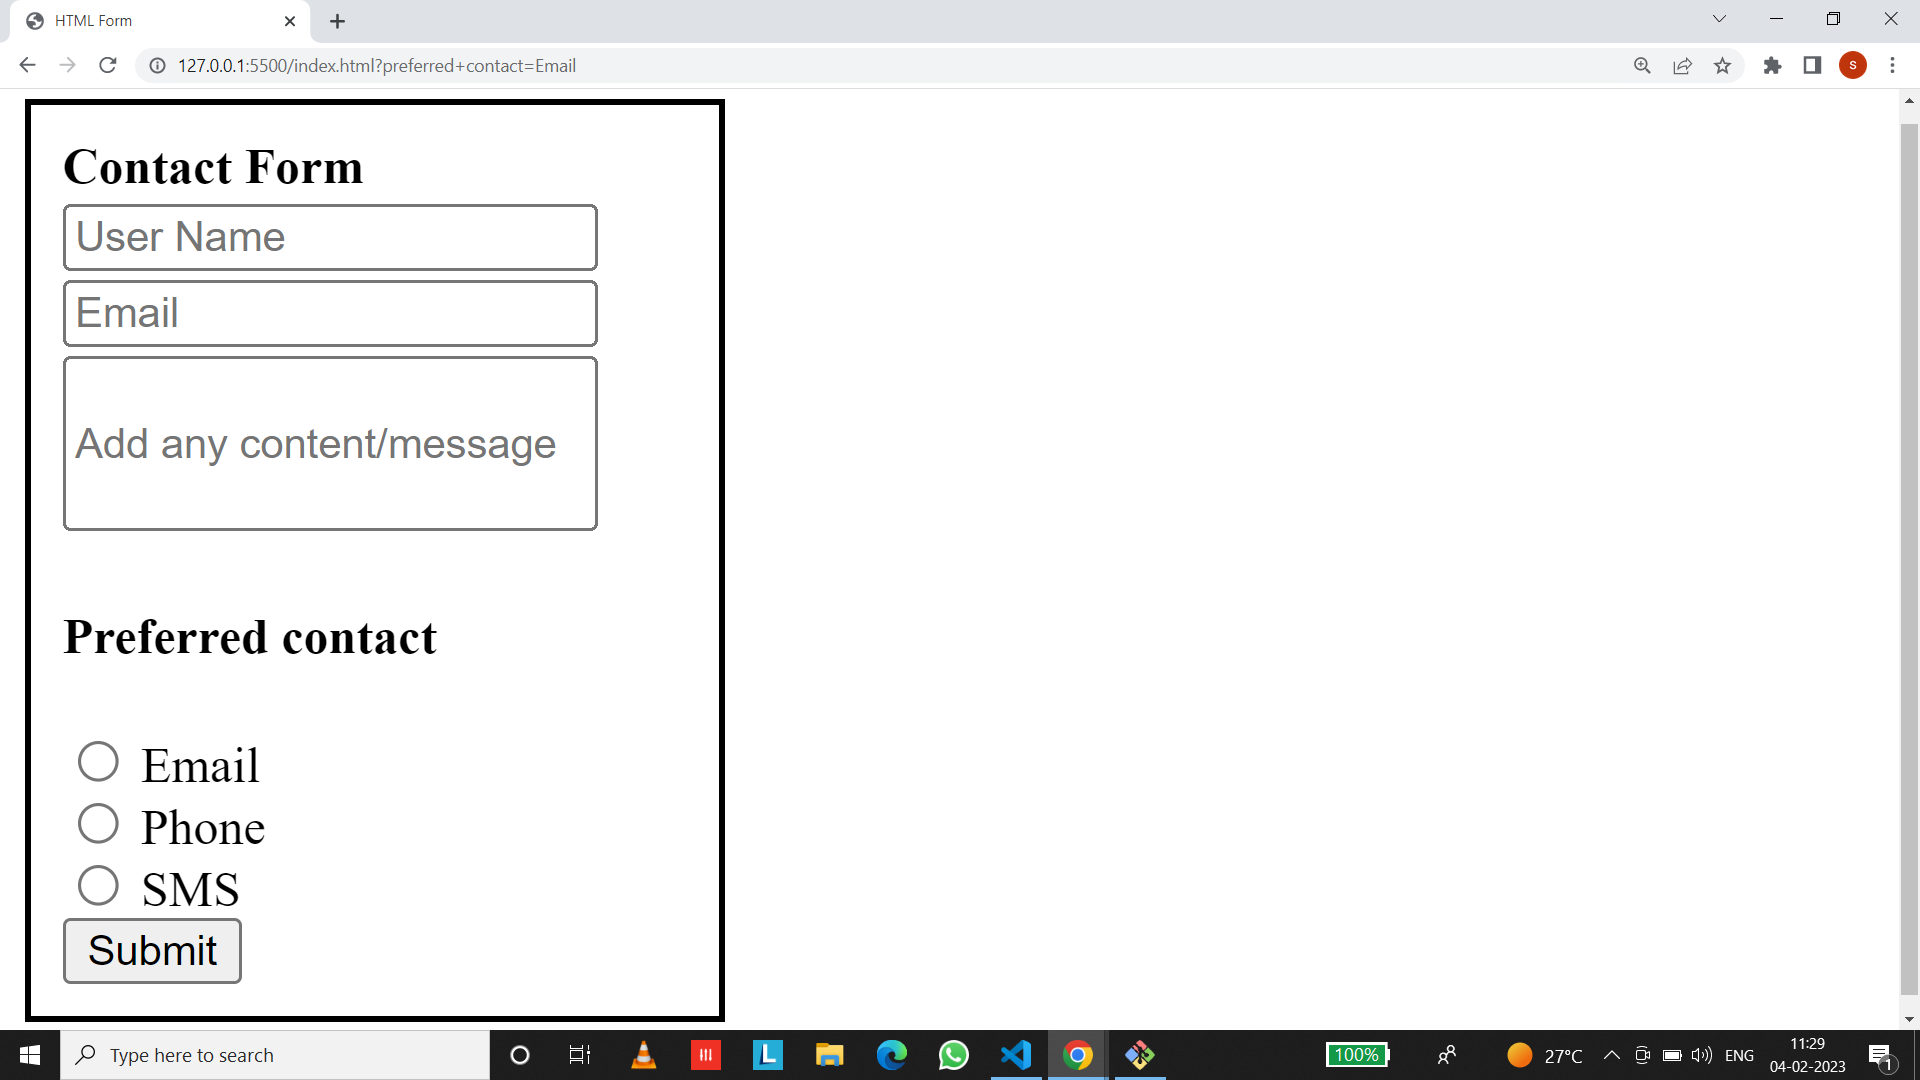 HTML Form
127.0.0.1:5500/index.html?preferred+contact=Email
S
Contact Form
User Name
Email
Add any content/message
Preferred contact
Email
Phone
SMS
Submit
Type here to search
L
100%
27°C
ENG
11:29
04-02-2023
1